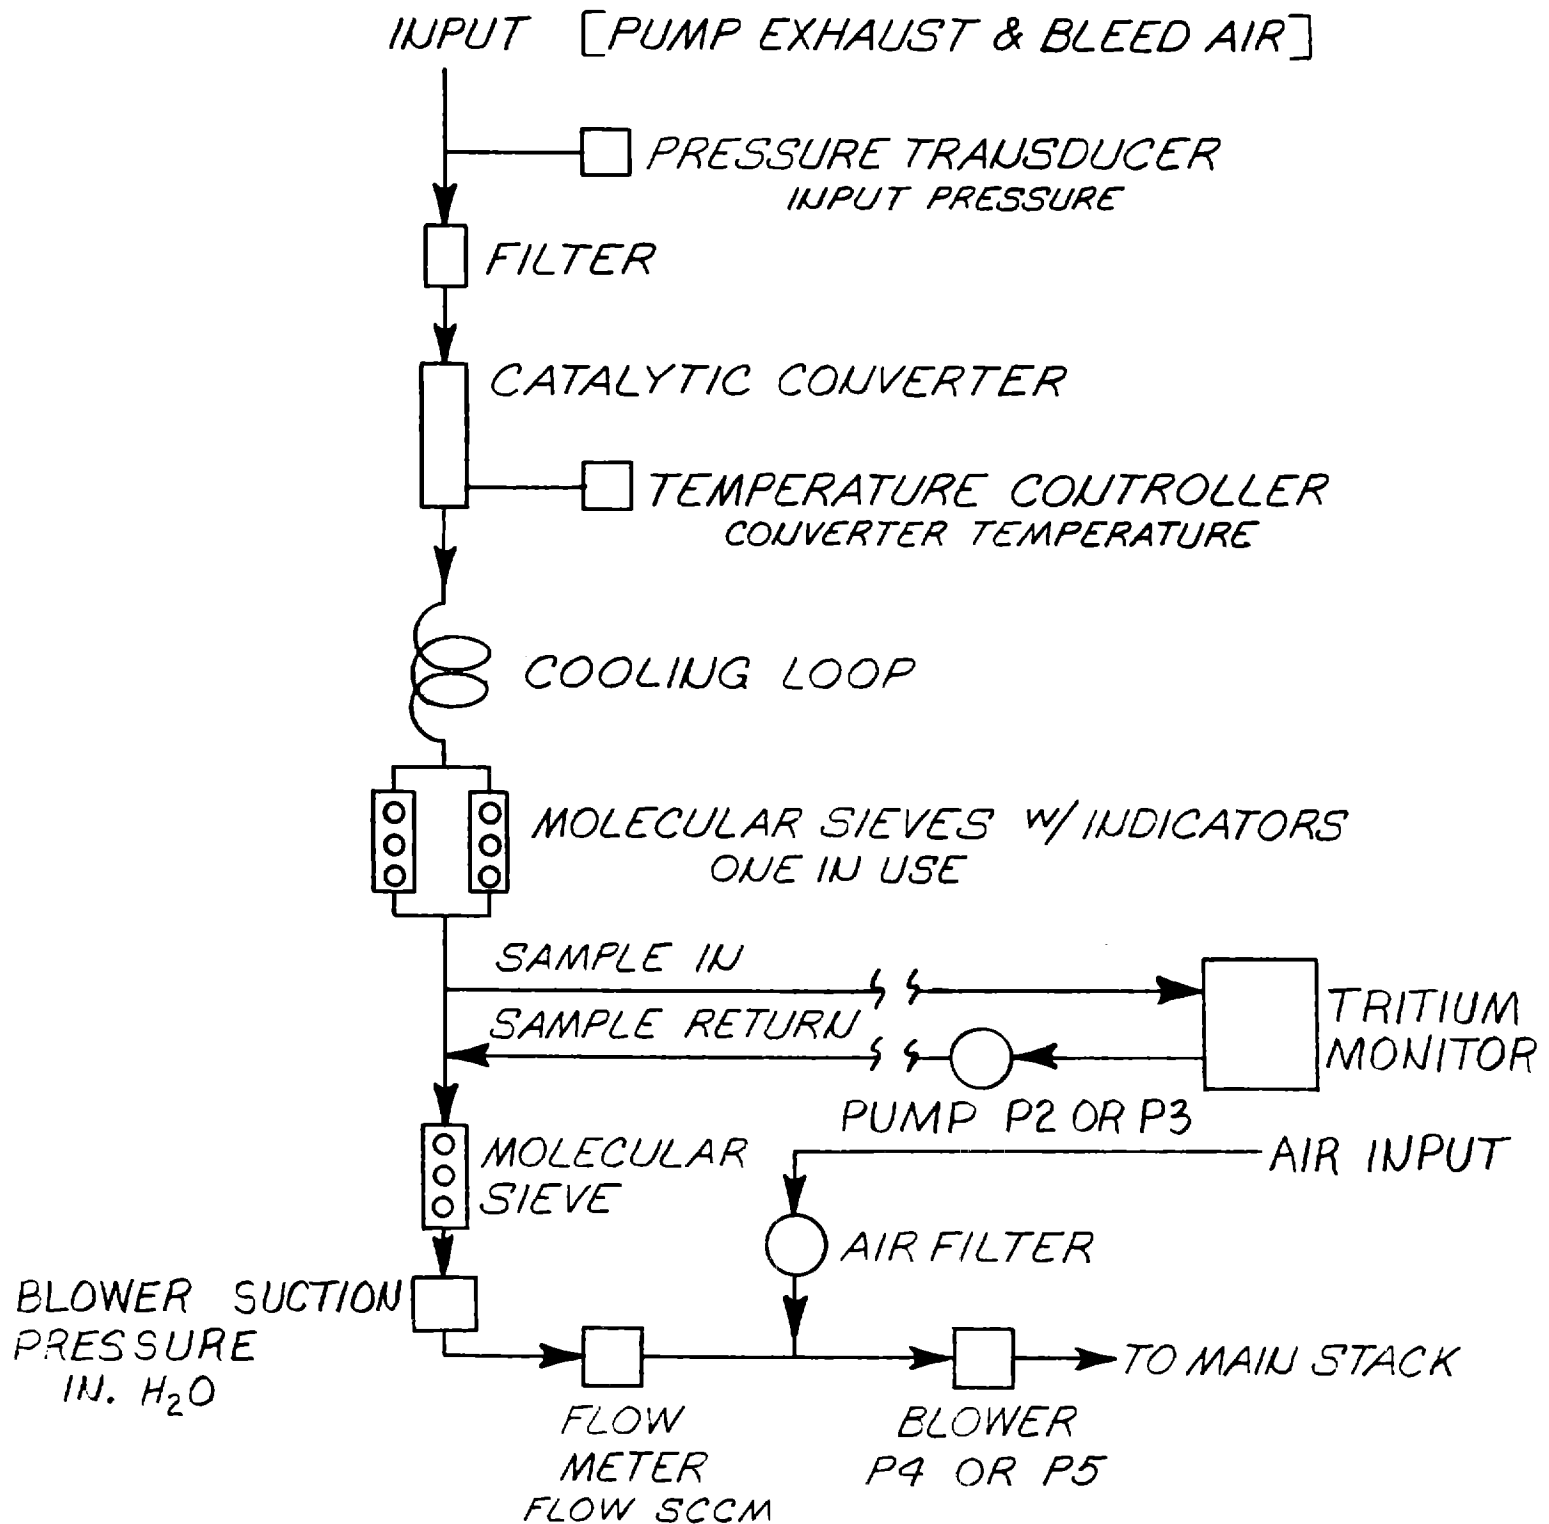 INPUT [PUMP EXHAUST & BLEED AIR]
PRESSURE TRANSDUCER
INPUT PRESSURE
FILTER
CATALYTIC CONVERTER
TEMPERATURE CONTROLLER
CONVERTER TEMPERATURE
COOLING LOOP
MOLECULAR SIEVES W/INDICATORS
ONE IN USE
SAMPLE IN
SAMPLE RETURN
TRITIUM
MONITOR
PUMP P2 OR P3
AIR INPUT
MOLECULAR
SIEVE
AIR FILTER
BLOWER SUCTION
PRESSURE
IN. H₂O
TO MAIN STACK
FLOW
METER
FLOW SCCM
BLOWER
P4 OR P5